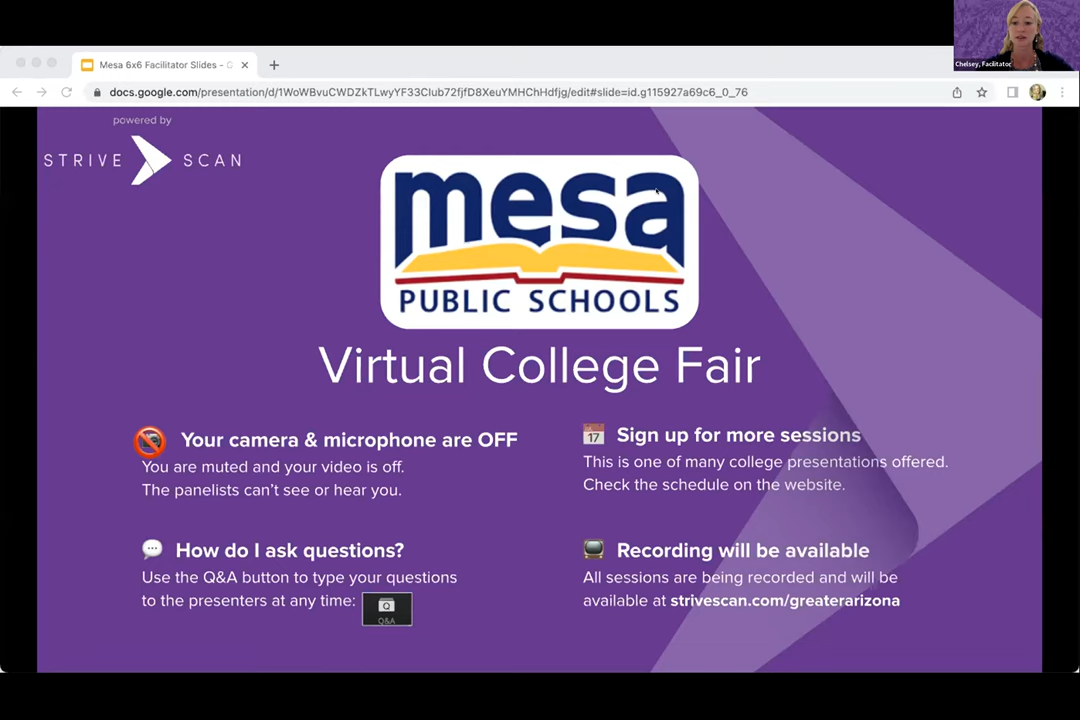 Mesa 6x6 Facilitator Slides - G
Chelsey, Facilitator
docs.google.com/presentation/d/1WoWBvuCWDZkTLwyYF33Club72fjfD8XeuYMHChHdfjg/edit#slide=id.g115927a69c6_0_76
powered by
STRIVE SCAN
mesa
PUBLIC SCHOOLS
Virtual College Fair
Your camera & microphone are OFF
You are muted and your video is off.
The panelists can't see or hear you.
17
Sign up for more sessions
This is one of many college presentations offered.
Check the schedule on the website.
How do I ask questions?
Use the Q&A button to type your questions
to the presenters at any time:
Q
Q&A
Recording will be available
All sessions are being recorded and will be
available at strivescan.com/greaterarizona